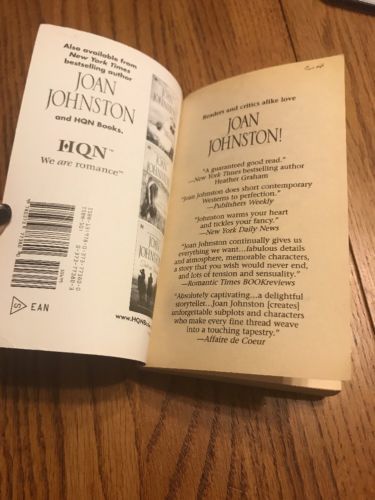 Also available from
New York Times
bestselling author
JOAN
JOHNSTON
and HQN Books.
HQN™
We are romance™
EAN
www.HQNBo
Readers and critics alike love
JOAN
JOHNSTON!
"A guaranteed good read."
—New York Times bestselling author
Heather Graham
"Joan Johnston does short contemporary
Westerns to perfection."
—Publishers Weekly
"Johnston warms your heart
and tickles your fancy."
—New York Daily News
"Joan Johnston continually gives us
everything we want...fabulous details
and atmosphere, memorable characters,
a story that you wish would never end,
and lots of tension and sensuality."
—Romantic Times BOOKreviews
"Absolutely captivating...a delightful
storyteller...Joan Johnston [creates]
unforgettable subplots and characters
who make every fine thread weave
into a touching tapestry."
—Affaire de Coeur